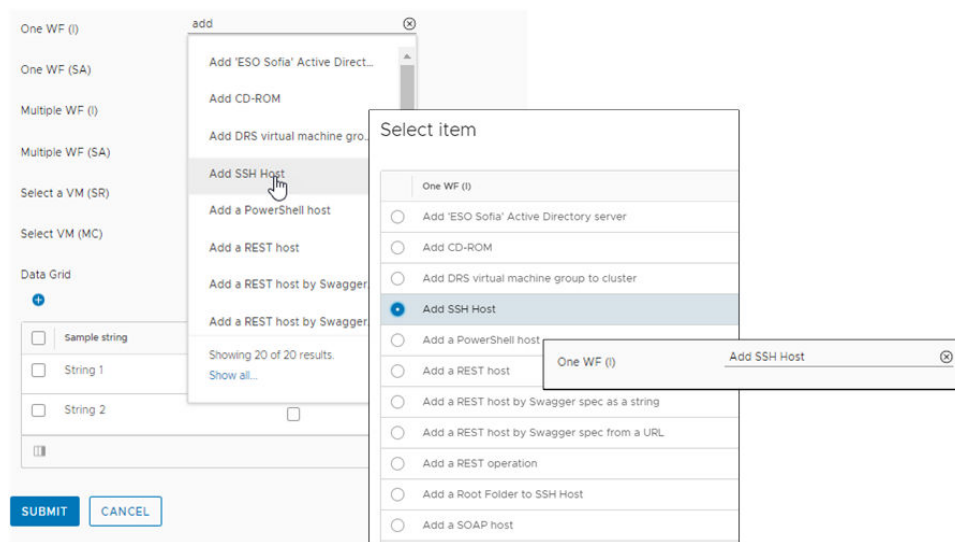 One WF (I)
add
Add 'ESO Sofia' Active Direct...
One WF (SA)
Add CD-ROM
Multiple WF (I)
Add DRS virtual machine gro...
Multiple WF (SA)
Add SSH Host
Select a VM (SR)
Add a PowerShell host
Select VM (MC)
Add a REST host
Data Grid
Add a REST host by Swagger
Add a REST host by Swagger
Sample string
Showing 20 of 20 results.
Show all...
String 1
String 2
SUBMIT
CANCEL
Select item
One WF (I)
Add 'ESO Sofia' Active Directory server
Add CD-ROM
Add DRS virtual machine group to cluster
Add SSH Host
Add a PowerShell host
Add a REST host
Add a REST host by Swagger spec as a string
Add a REST host by Swagger spec from a URL
Add a REST operation
Add a Root Folder to SSH Host
Add a SOAP host
One WF (I)
Add SSH Host